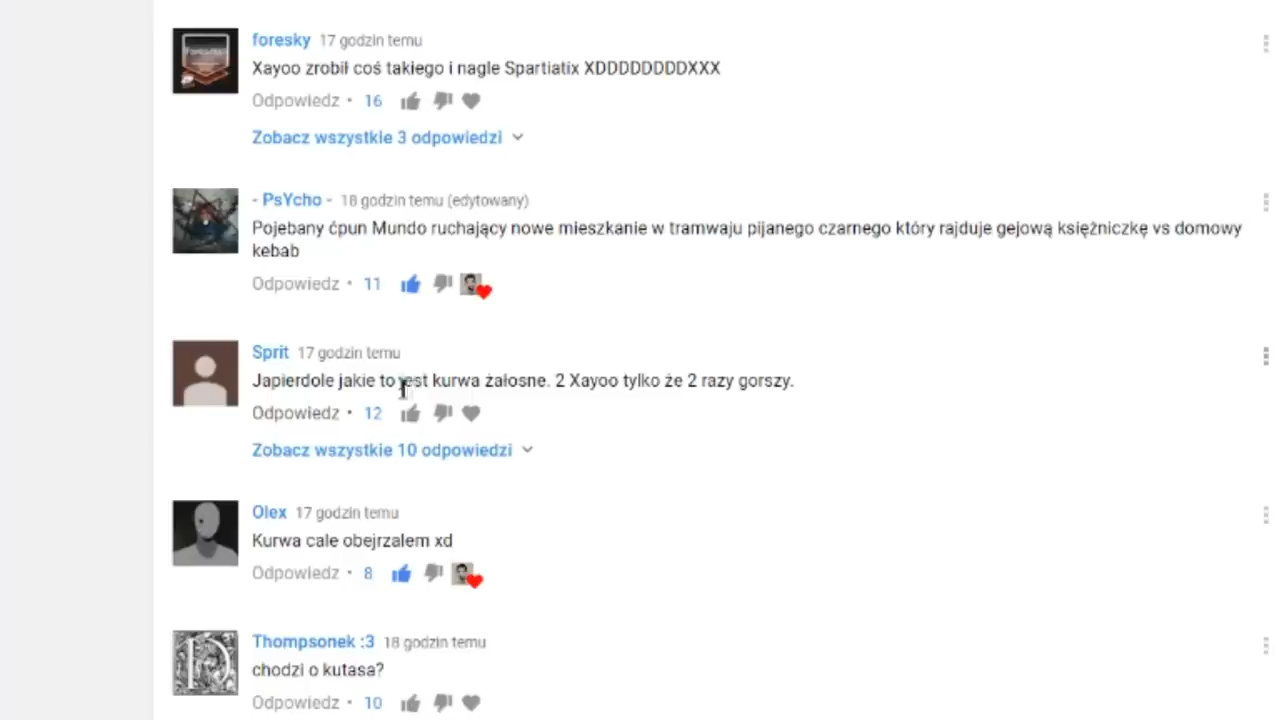 foresky 17 godzin temu
Xayoo zrobił coś takiego i nagle Spartiatix XDDDDDDDDXXX
Odpowiedz • 16
Zobacz wszystkie 3 odpowiedzi
- PsYcho - 18 godzin temu (edytowany)
Pojebany ćpun Mundo ruchający nowe mieszkanie w tramwaju pijanego czarnego który rajduje gejową księżniczkę vs domowy
kebab
Odpowiedz • 11
Sprit 17 godzin temu
Japierdole jakie to jest kurwa żałosne. 2 Xayoo tylko że 2 razy gorszy.
Odpowiedz • 12
Zobacz wszystkie 10 odpowiedzi
Olex 17 godzin temu
Kurwa cale obejrzalem xd
Odpowiedz • 8
Thompsonek :3 18 godzin temu
chodzi o kutasa?
Odpowiedz • 10